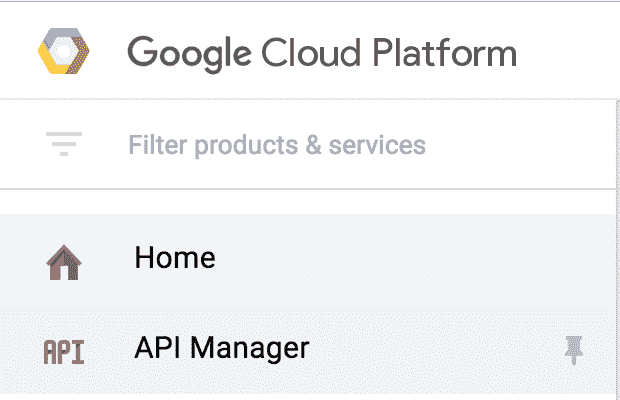 Google Cloud Platform
Filter products & services
Home
API API Manager